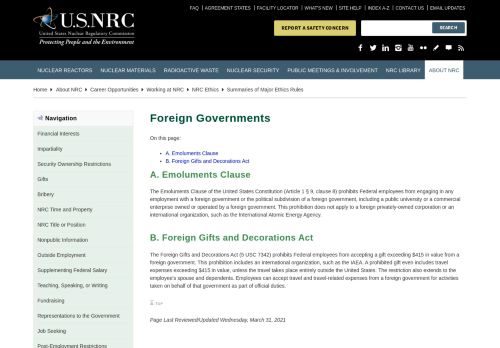 FAQ | AGREEMENT STATES | FACILITY LOCATOR | WHAT'S NEW | SITE HELP | INDEX A-Z | CONTACT US | EMAIL UPDATES
U.S.NRC
United States Nuclear Regulatory Commission
Protecting People and the Environment
REPORT A SAFETY CONCERN
SEARCH
NUCLEAR REACTORS NUCLEAR MATERIALS RADIOACTIVE WASTE NUCLEAR SECURITY PUBLIC MEETINGS & INVOLVEMENT NRC LIBRARY ABOUT NRC
Home About NRC Career Opportunities Working at NRC NRC Ethics Summaries of Major Ethics Rules
Navigation
Financial Interests
Impartiality
Security Ownership Restrictions
Gifts
Bribery
NRC Time and Property
NRC Title or Position
Nonpublic Information
Outside Employment
Supplementing Federal Salary
Teaching, Speaking, or Writing
Fundraising
Representations to the Government
Job Seeking
Post-Employment Restrictions
Foreign Governments
On this page:
A. Emoluments Clause
B. Foreign Gifts and Decorations Act
A. Emoluments Clause
The Emoluments Clause of the United States Constitution (Article 1 § 9, clause 8) prohibits Federal employees from engaging in any
employment with a foreign government or the political subdivision of a foreign government, including a public university or a commercial
enterprise owned or operated by a foreign government. This prohibition does not apply to a foreign privately-owned corporation or an
international organization, such as the International Atomic Energy Agency.
B. Foreign Gifts and Decorations Act
The Foreign Gifts and Decorations Act (5 USC 7342) prohibits Federal employees from accepting a gift exceeding $415 in value from a
foreign government. This prohibition includes an international organization, such as the IAEA. A prohibited gift even includes travel
expenses exceeding $415 in value, unless the travel takes place entirely outside the United States. The restriction also extends to the
employee's spouse and dependents. Employees can accept travel and travel-related expenses from a foreign government for activities
taken on behalf of that government as part of official duties.
TOP
Page Last Reviewed/Updated Wednesday, March 31, 2021